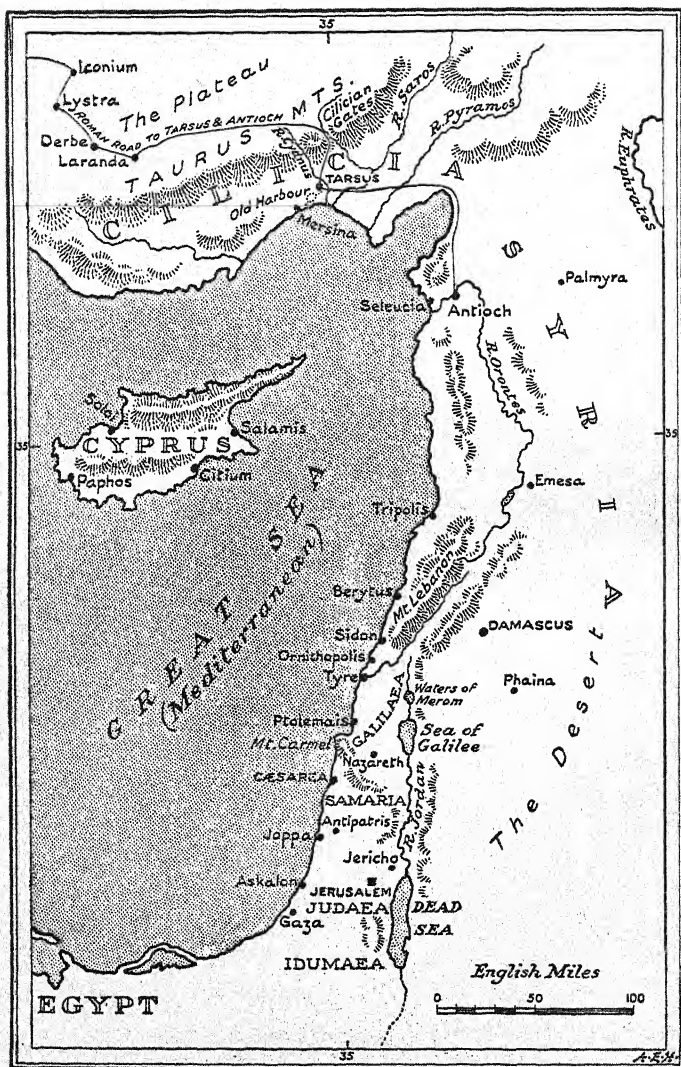 35
Iconium
The Plateau
Lystra
ROMAN ROAD TO TARSUS & ANTIOCH
Derbe
Laranda
TAURUS MTS.
Cilician Gates
R. Saros
R. Pyramos
R. Cydnus
TARSUS
CILICIA
Old Harbour
Mersina
R. Euphrates
SYRIA
Palmyra
Seleucia
Antioch
R. Orontes
Soloi
Salamis
35
CYPRUS
35
Paphos
Citium
Emesa
GREAT SEA
(Mediterranean)
Tripolis
Mt. Lebanon
Berytus
Sidon
DAMASCUS
Ornithopolis
Tyre
Phaina
Waters of
Merom
GALILAEA
Ptolemais
Sea of
Galilee
Mt. Carmel
Nazareth
CÆSAREA
SAMARIA
R. Jordan
The Desert
Antipatris
Joppa
Jericho
Askalon
JERUSALEM
JUDAEA
DEAD
SEA
Gaza
IDUMAEA
English Miles
0 50 100
EGYPT
35
A.E.H.